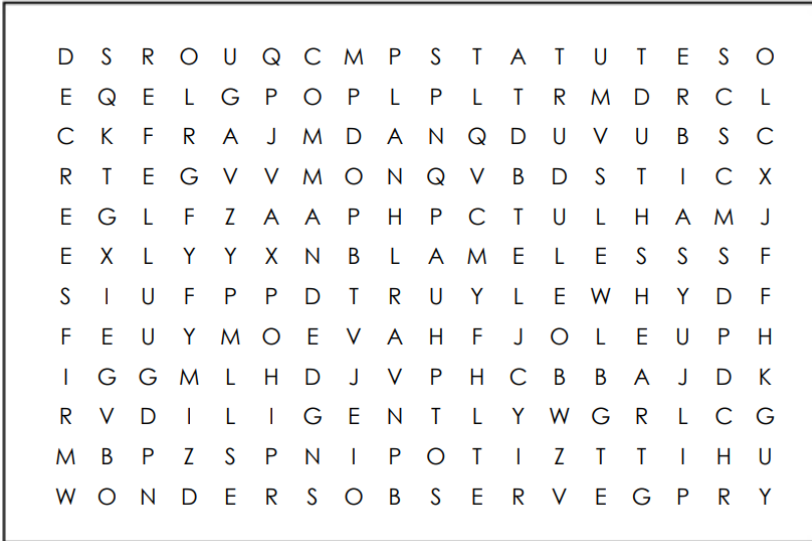 D S R O U Q C M P S T A T U T E S O
E Q E L G P O P L P L T R M D R C L
C K F R A J M D A N Q D U V U B S C
R T E G V V M O N Q V B D S T I C X
E G L F Z A A P H P C T U L H A M J
E X L Y Y X N B L A M E L E S S S F
S I U F P P D T R U Y L E W H Y D F
F E U Y M O E V A H F J O L E U P H
I G G M L H D J V P H C B B A J D K
R V D I L I G E N T L Y W G R L C G
M B P Z S P N I P O T I Z T T I H U
W O N D E R S O B S E R V E G P R Y